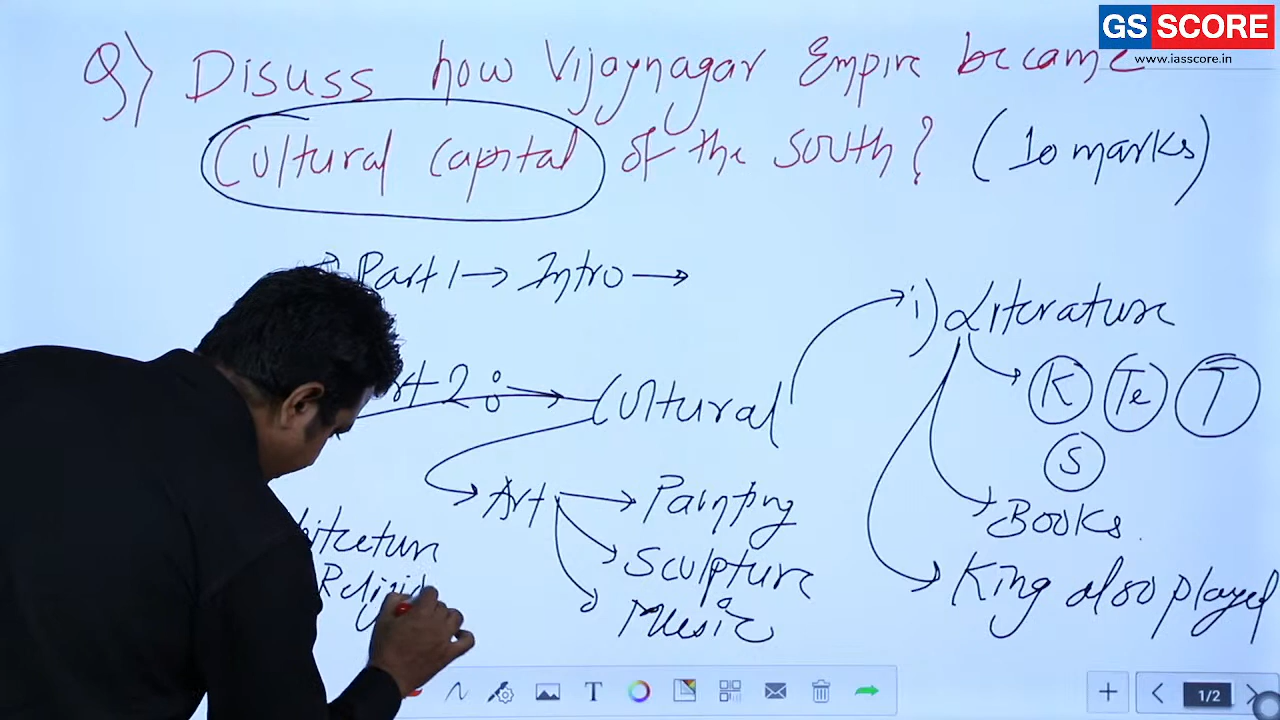 GS SCORE
www.iasscore.in
Q) Disuss how Vijaynagar Empire became
Cultural capital of the south? (10 marks)
Part 1 → Intro →
i) Literature
K Te T
S
2 : → Cultural
Art → Painting
Books.
Sculpture
King also played
Music
1/2